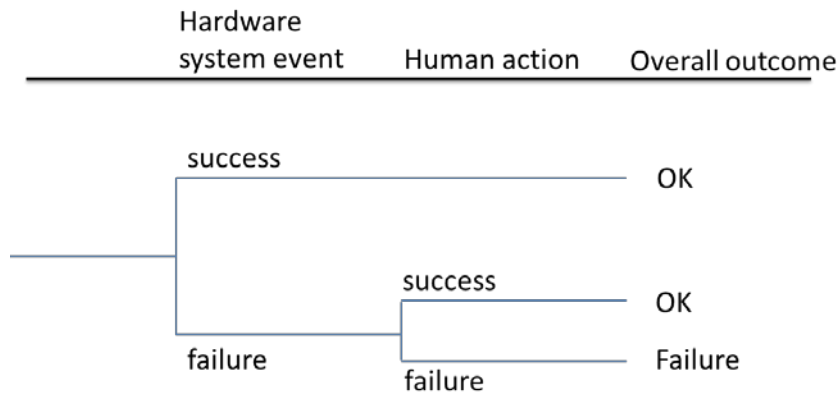 Hardware
system event
Human action
Overall outcome
success
OK
success
OK
failure
Failure
failure